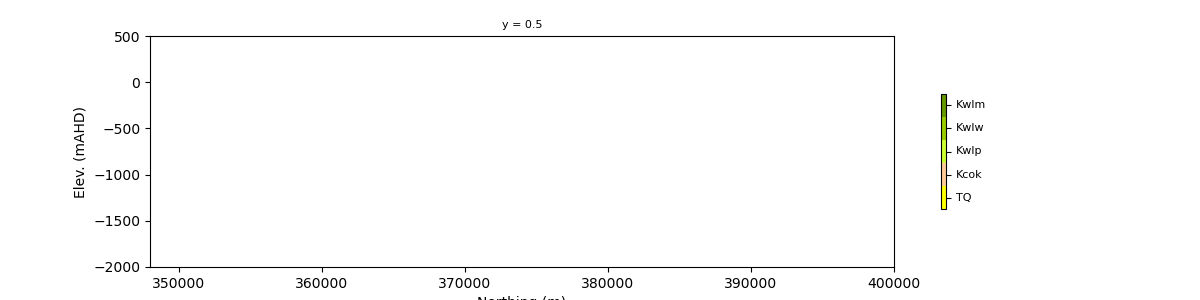 y = 0.5
500
0
−500
−1000
−1500
−2000
Elev. (mAHD)
350000 360000 370000 380000 390000 400000
Northing (m)
Kwlm
Kwlw
Kwlp
Kcok
TQ